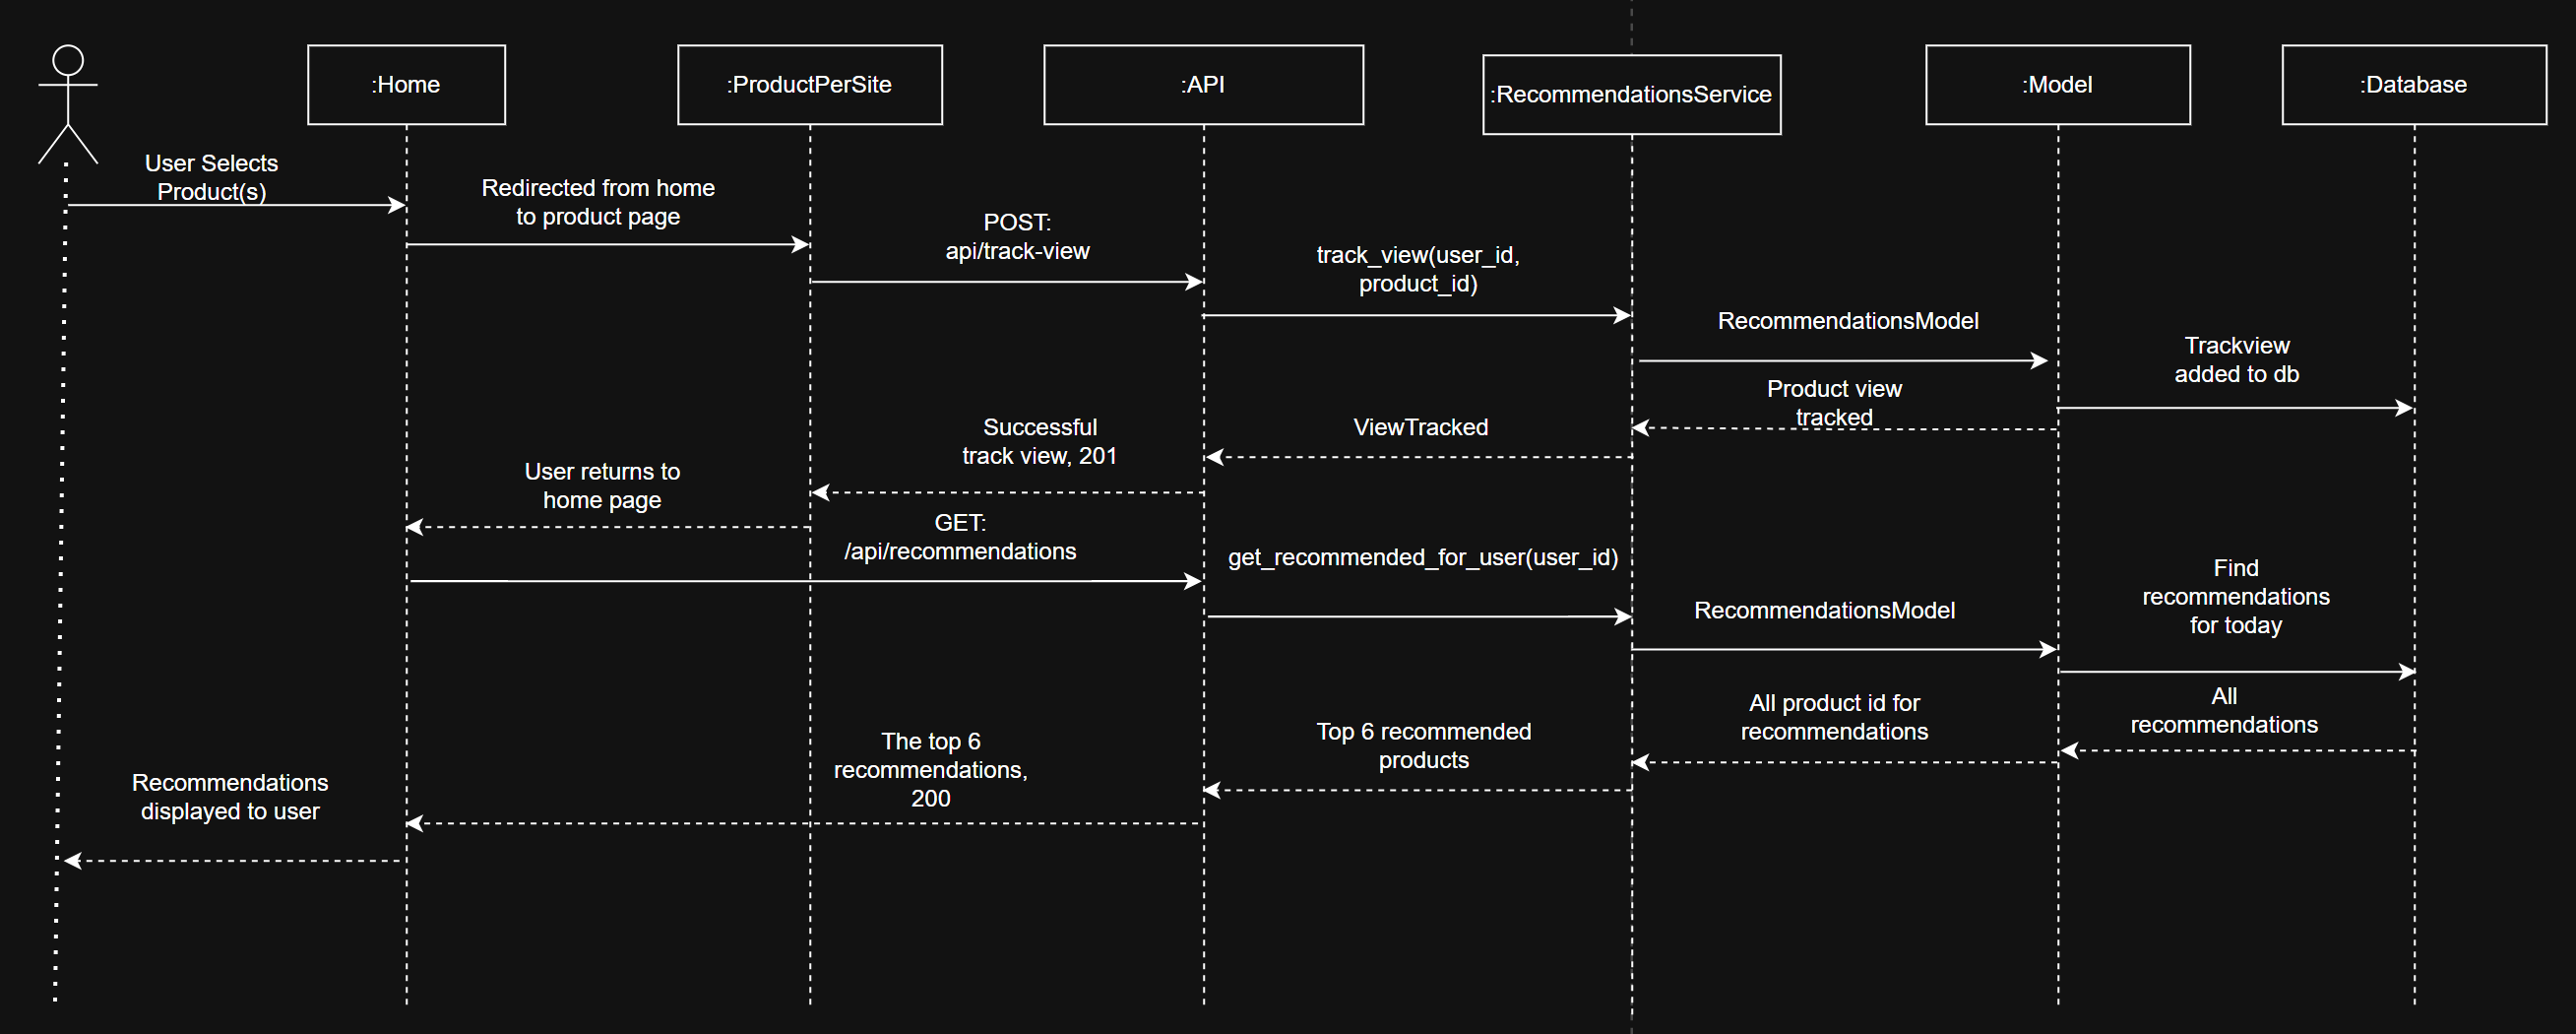 :Home
:ProductPerSite
:API
:RecommendationsService
:Model
:Database
User Selects
Product(s)
Redirected from home
to product page
POST:
api/track-view
track_view(user_id,
product_id)
RecommendationsModel
Trackview
added to db
Product view
tracked
ViewTracked
Successful
track view, 201
User returns to
home page
GET:
/api/recommendations
get_recommended_for_user(user_id)
RecommendationsModel
Find
recommendations
for today
All
recommendations
All product id for
recommendations
Top 6 recommended
products
The top 6
recommendations,
200
Recommendations
displayed to user